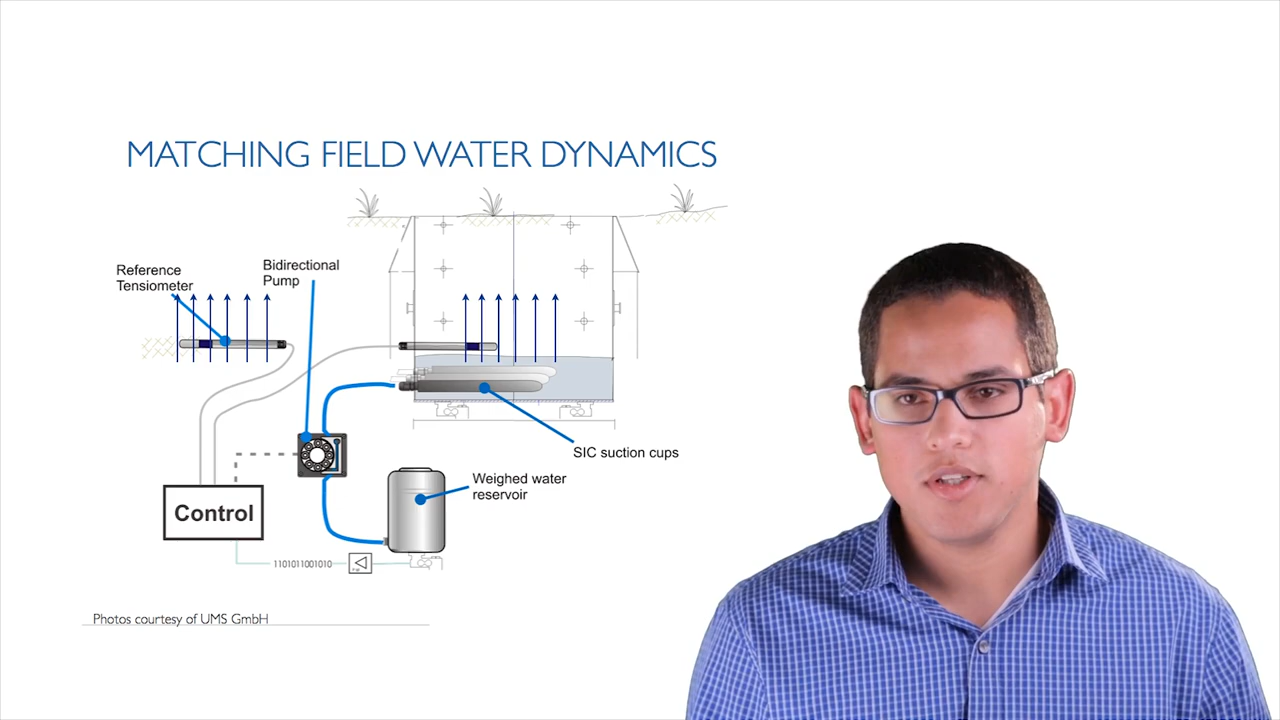 MATCHING FIELD WATER DYNAMICS
Reference
Tensiometer
Bidirectional
Pump
SIC suction cups
Weighed water
reservoir
Control
1101011001010
Photos courtesy of UMS GmbH